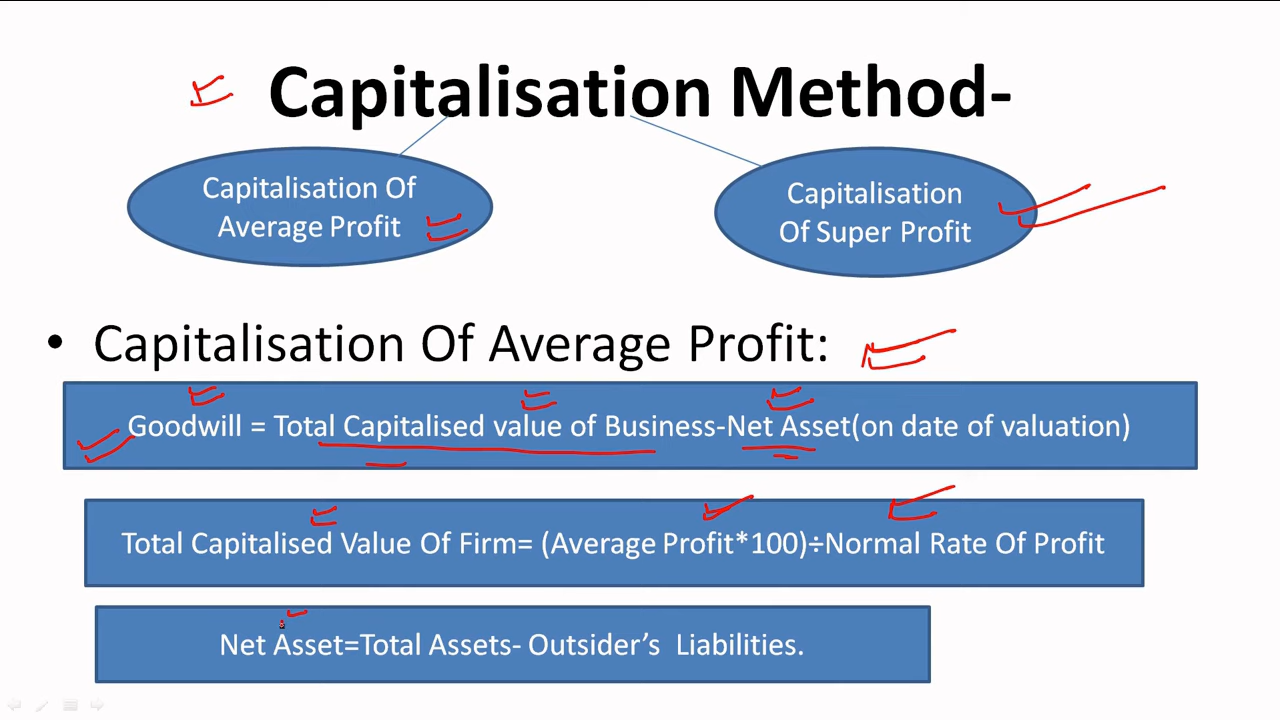 Capitalisation Method-
Capitalisation Of
Average Profit
Capitalisation
Of Super Profit
• Capitalisation Of Average Profit:
Goodwill = Total Capitalised value of Business-Net Asset(on date of valuation)
Total Capitalised Value Of Firm= (Average Profit*100)÷Normal Rate Of Profit
Net Asset=Total Assets- Outsider’s Liabilities.